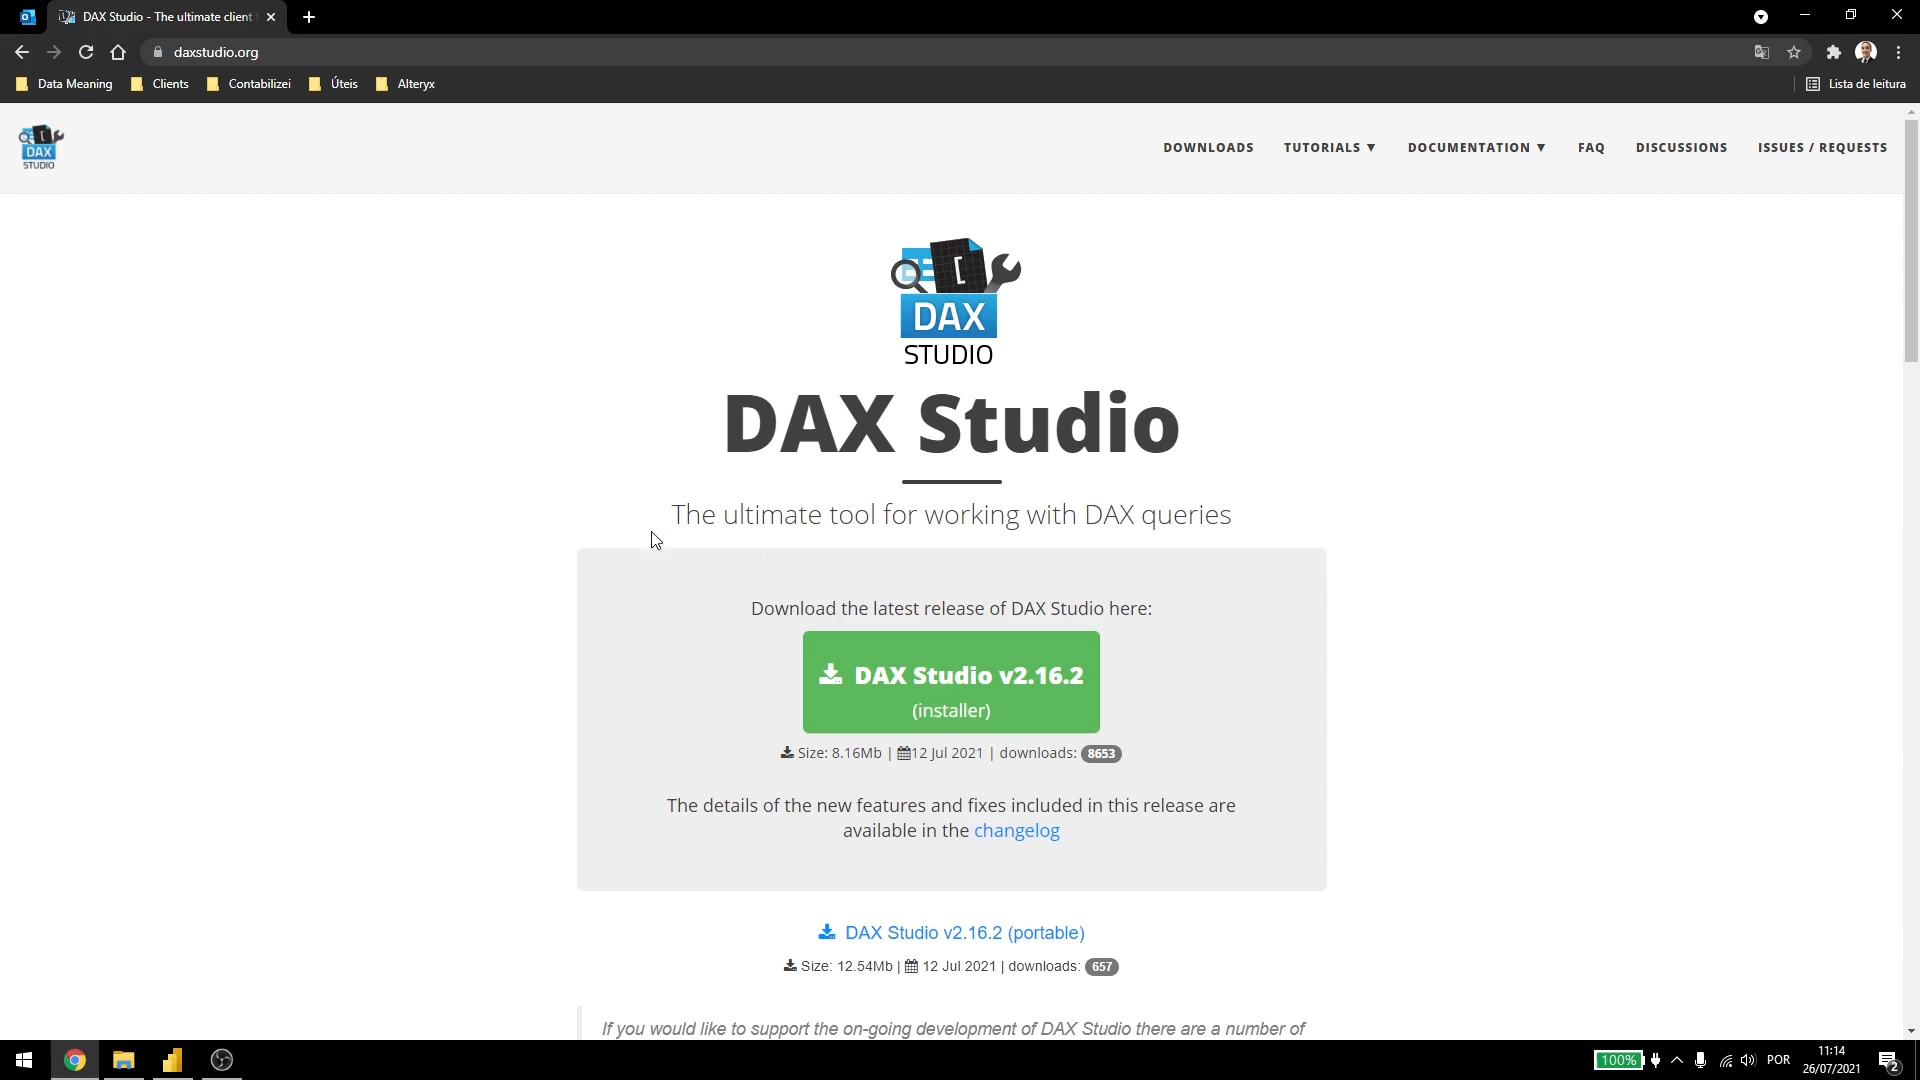 DAX Studio - The ultimate client
daxstudio.org
Data Meaning
Clients
Contabilizei
Úteis
Alteryx
Lista de leitura
DAX
STUDIO
DOWNLOADS
TUTORIALS ▼
DOCUMENTATION ▼
FAQ
DISCUSSIONS
ISSUES / REQUESTS
DAX
STUDIO
DAX Studio
The ultimate tool for working with DAX queries
Download the latest release of DAX Studio here:
DAX Studio v2.16.2
(installer)
Size: 8.16Mb | 12 Jul 2021 | downloads: 8653
The details of the new features and fixes included in this release are
available in the changelog
DAX Studio v2.16.2 (portable)
Size: 12.54Mb | 12 Jul 2021 | downloads: 657
If you would like to support the on-going development of DAX Studio there are a number of
100%
POR
11:14
26/07/2021
2